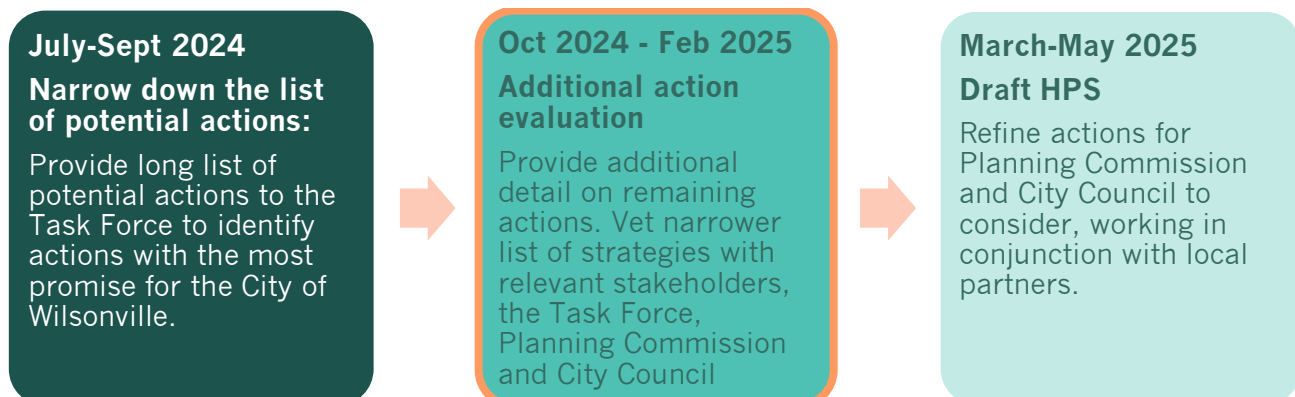 July-Sept 2024
Narrow down the list
of potential actions:
Provide long list of
potential actions to the
Task Force to identify
actions with the most
promise for the City of
Wilsonville.
Oct 2024 - Feb 2025
Additional action
evaluation
Provide additional
detail on remaining
actions. Vet narrower
list of strategies with
relevant stakeholders,
the Task Force,
Planning Commission
and City Council
March-May 2025
Draft HPS
Refine actions for
Planning Commission
and City Council to
consider, working in
conjunction with local
partners.